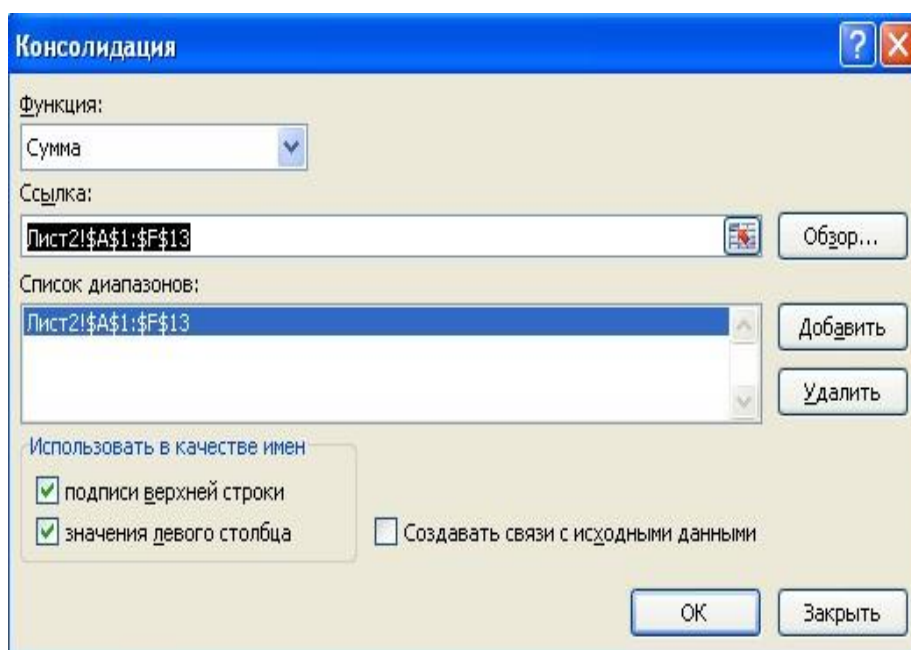 Консолидация
Функция:
Сумма
Ссылка:
Лист2!$A$1:$F$13
Обзор...
Список диапазонов:
Лист2!$A$1:$F$13
Добавить
Удалить
Использовать в качестве имен
подписи верхней строки
значения левого столбца
Создавать связи с исходными данными
ОК
Закрыть